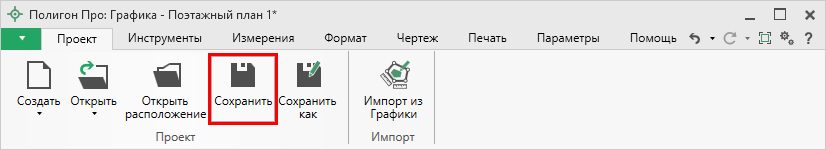 Полигон Про: Графика - Поэтажный план 1*
Проект Инструменты Измерения Формат Чертеж Печать Параметры Помощь
Создать Открыть Открыть расположение Сохранить Сохранить как Импорт из Графики
Проект Импорт